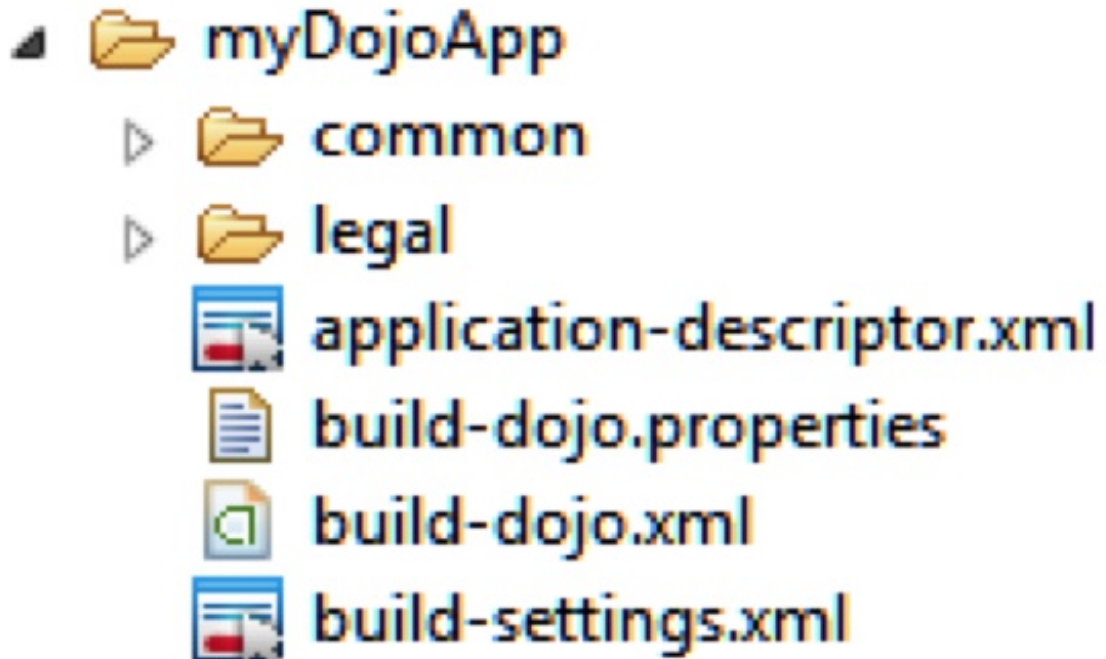 myDojoApp
common
legal
application-descriptor.xml
build-dojo.properties
build-dojo.xml
build-settings.xml